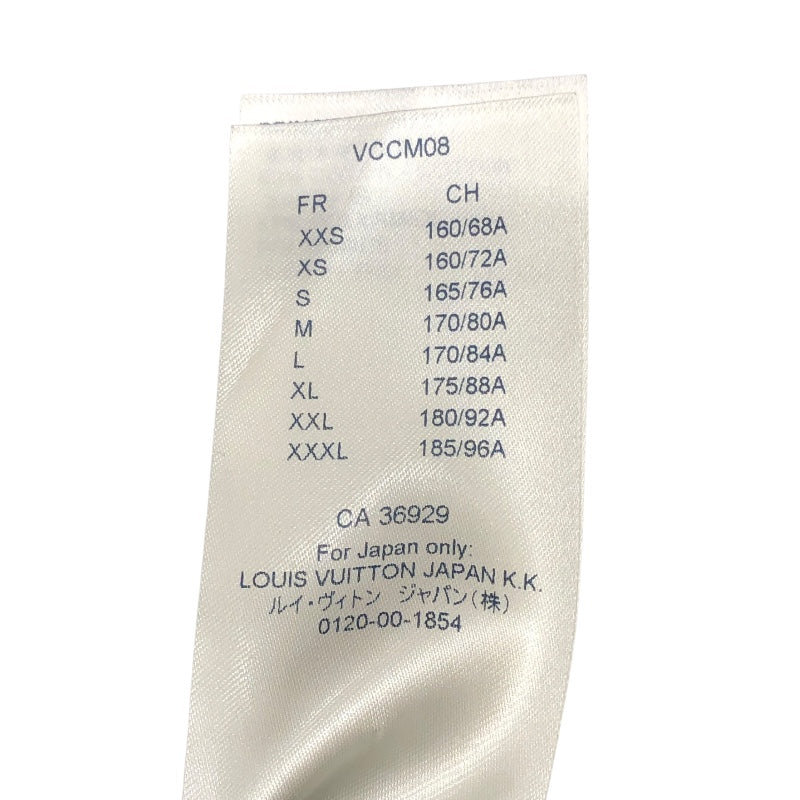 VCCM08
FR CH
XXS 160/68A
XS 160/72A
S 165/76A
M 170/80A
L 170/84A
XL 175/88A
XXL 180/92A
XXXL 185/96A
CA 36929
For Japan only:
LOUIS VUITTON JAPAN K.K.
ルイ・ヴィトン ジャパン(株)
0120-00-1854